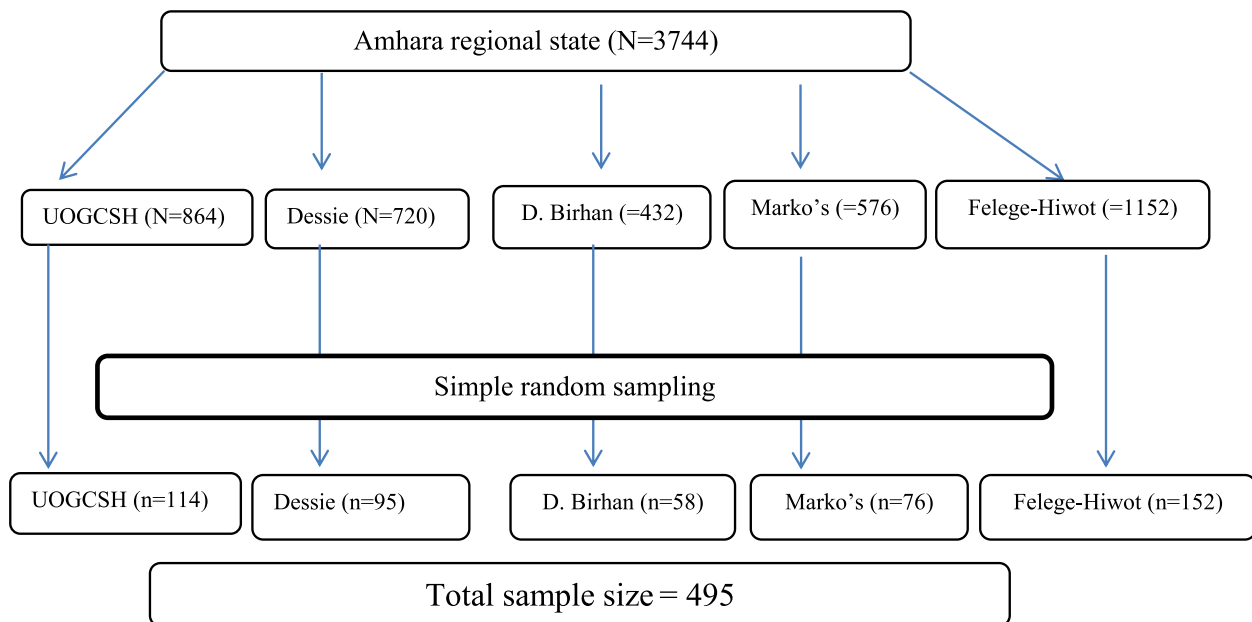 Amhara regional state (N=3744)
UOGCSH (N=864)
Dessie (N=720)
D. Birhan (=432)
Marko’s (=576)
Felege-Hiwot (=1152)
Simple random sampling
UOGCSH (n=114)
Dessie (n=95)
D. Birhan (n=58)
Marko’s (n=76)
Felege-Hiwot (n=152)
Total sample size = 495